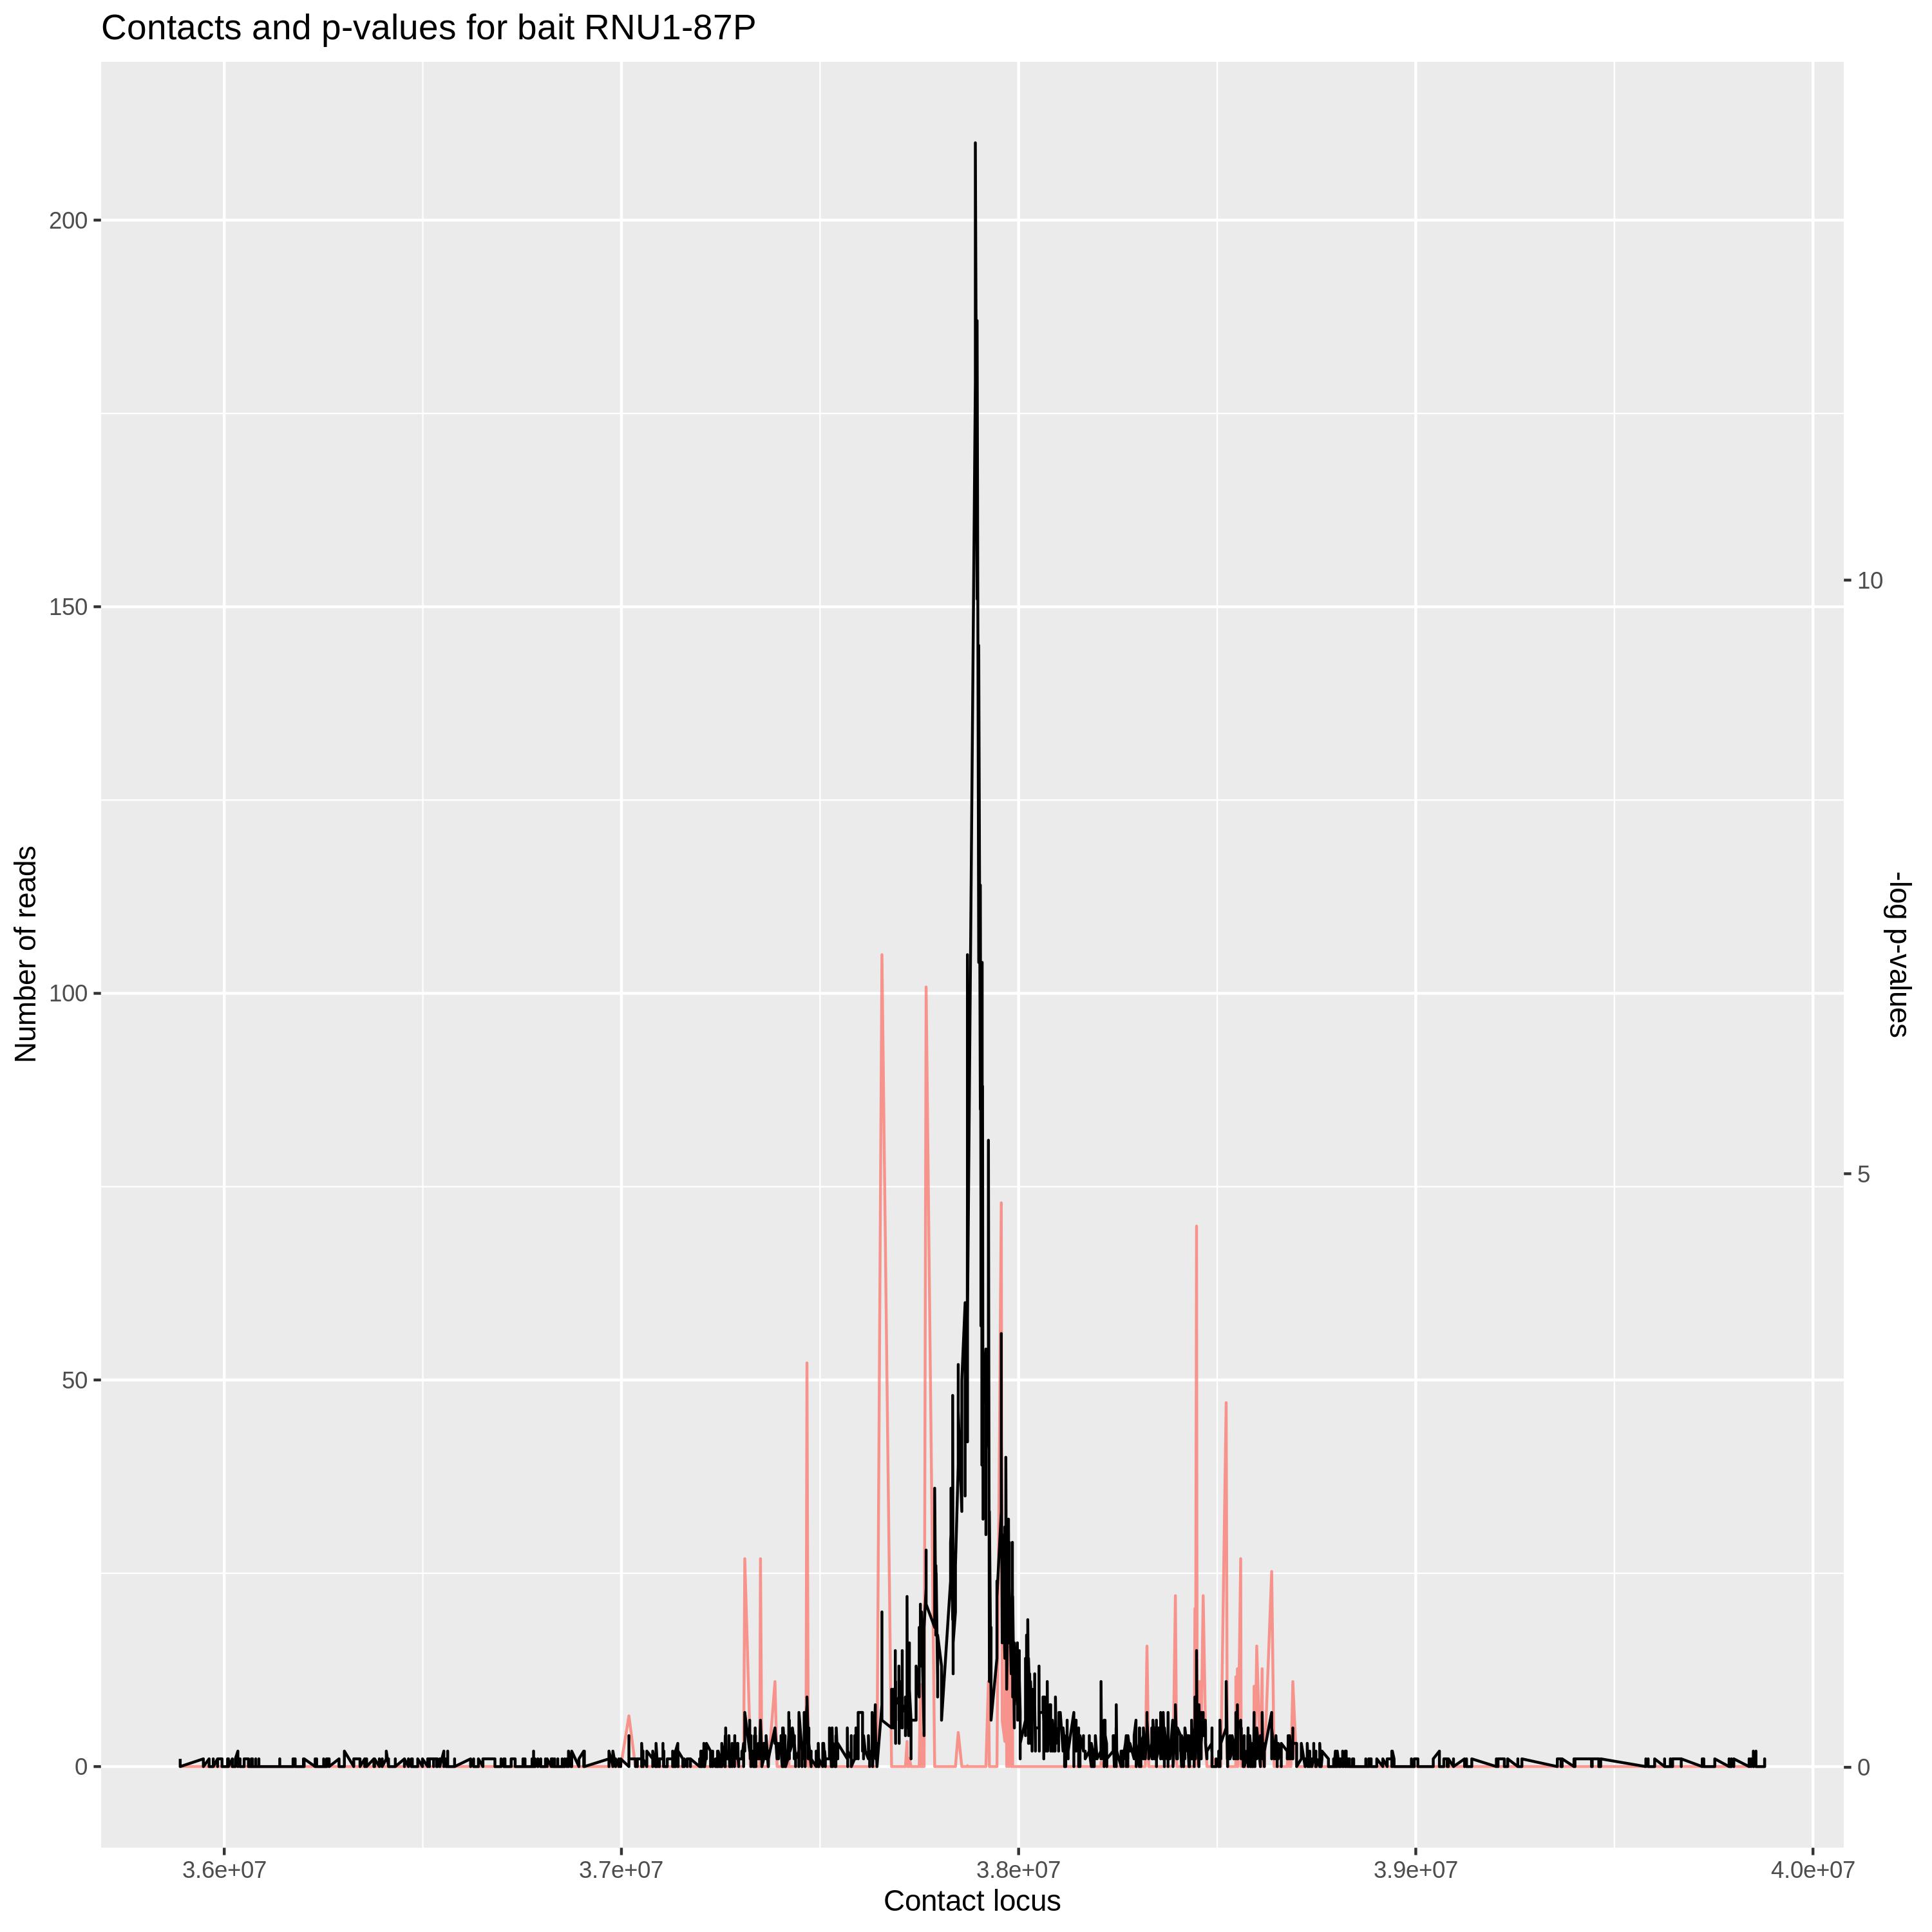 Contacts and p-values for bait RNU1-87P
Number of reads
200
150
100
50
0
10
5
0
-log p-values
3.6e+07
3.7e+07
3.8e+07
3.9e+07
4.0e+07
Contact locus